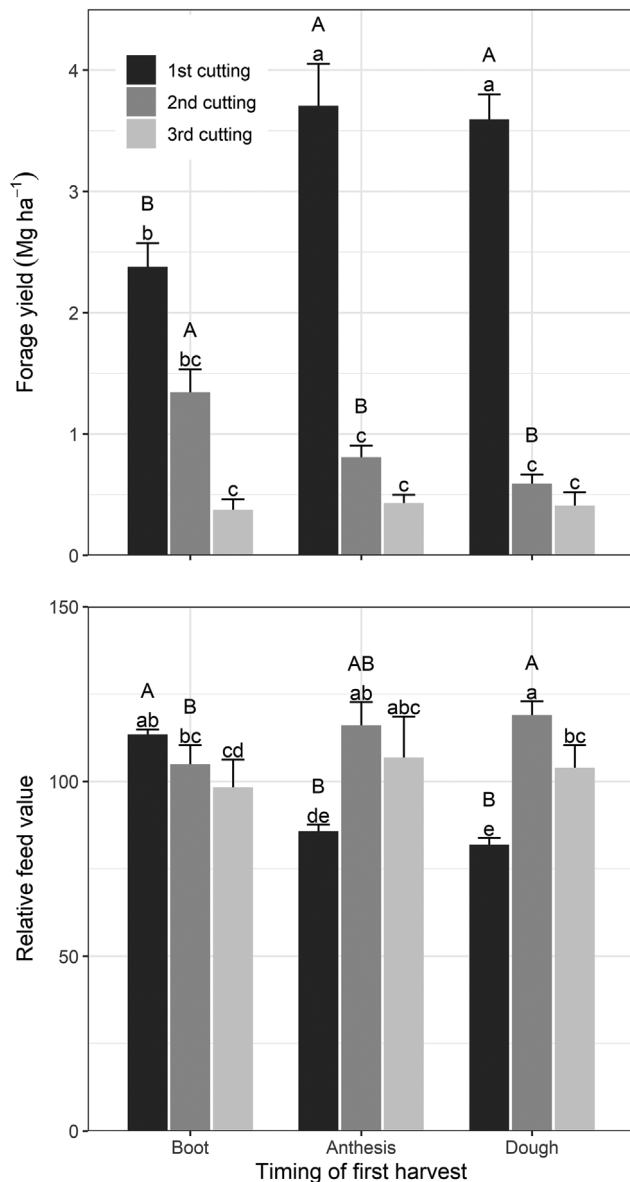 1st cutting
2nd cutting
3rd cutting
Forage yield (Mg ha⁻¹)
4
3
2
1
0
B
b
A
bc
c
A
a
B
c
c
A
a
B
c
c
Relative feed value
150
100
50
0
A
ab
B
bc
cd
B
de
AB
ab
abc
B
e
A
a
bc
Boot Anthesis Dough
Timing of first harvest